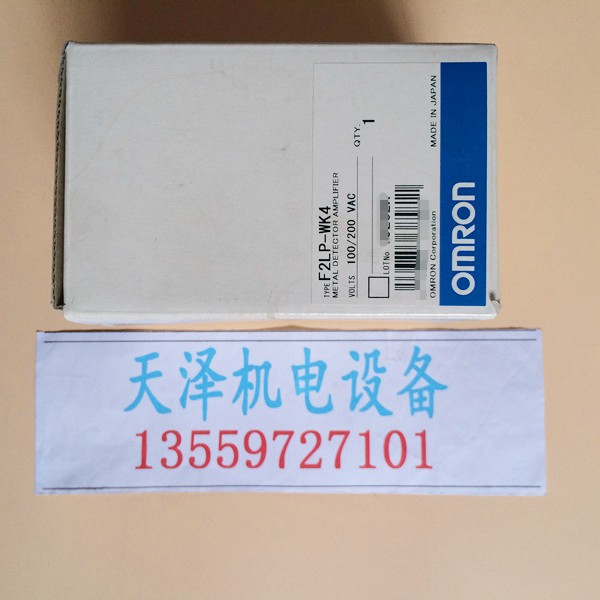 TYPE F2LP-WK4
METAL DETECTOR AMPLIFIER
VOLTS 100/200 VAC
QTY. 1
LOT No
OMRON Corporation
MADE IN JAPAN
OMRON
天泽机电设备
13559727101